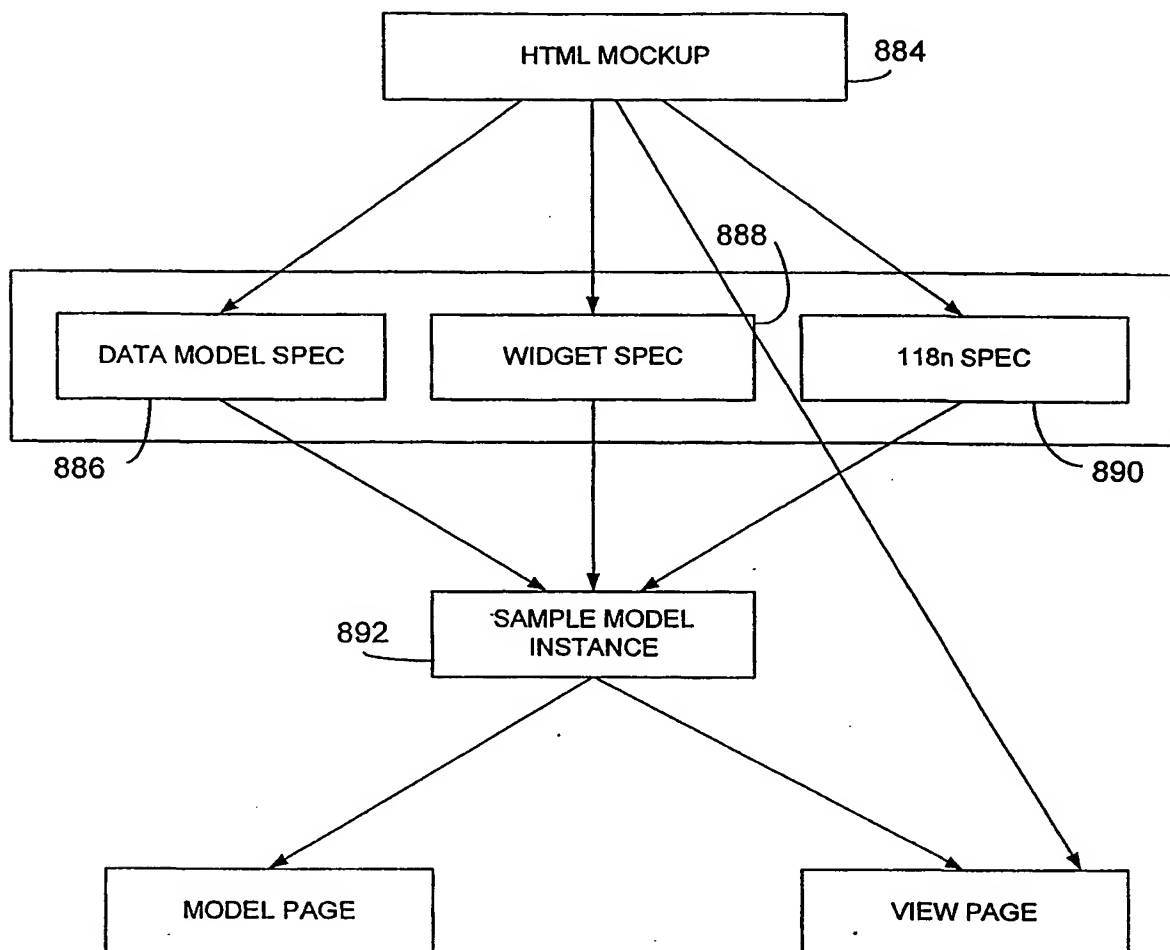 HTML MOCKUP
884
888
DATA MODEL SPEC
WIDGET SPEC
118n SPEC
886
890
892
SAMPLE MODEL
INSTANCE
MODEL PAGE
VIEW PAGE